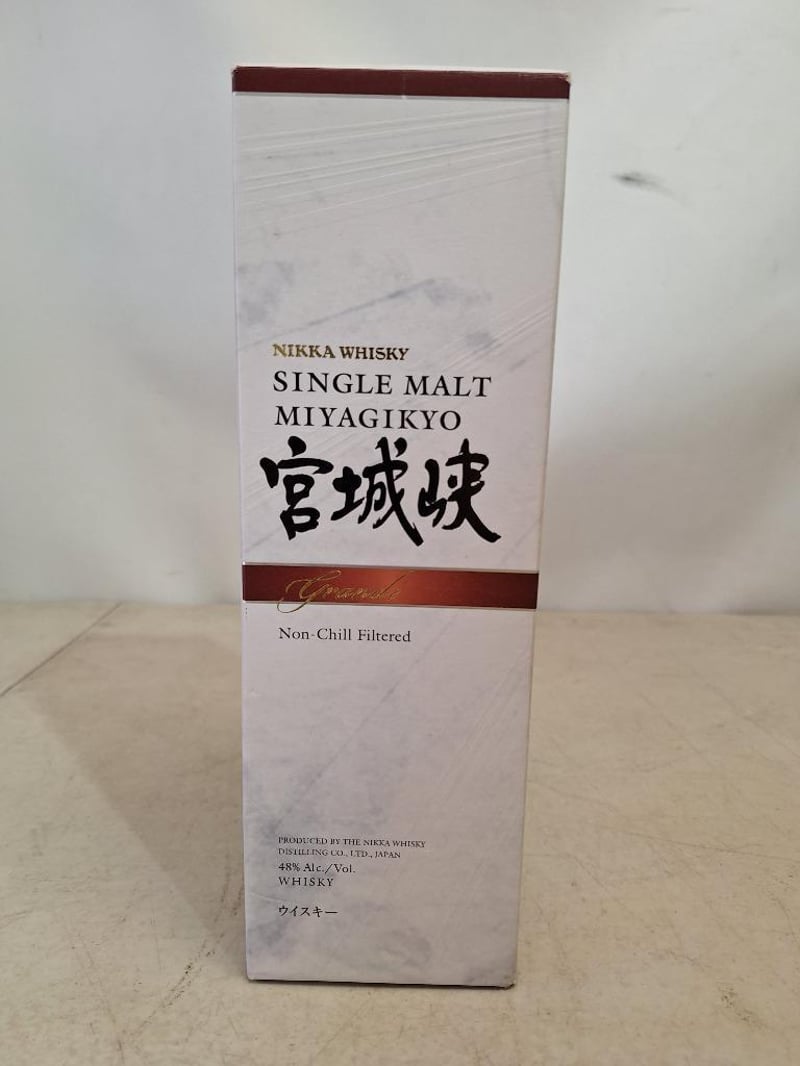 NIKKA WHISKY
SINGLE MALT
MIYAGIKYO
宮城峡
Grande
Non-Chill Filtered
PRODUCED BY THE NIKKA WHISKY
DISTILLING CO., LTD., JAPAN
48% Alc./Vol.
WHISKY
ウイスキー